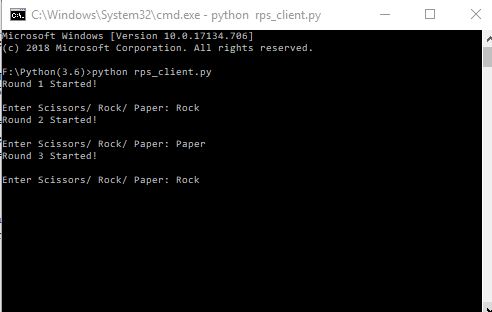 C:\Windows\System32\cmd.exe - python  rps_client.py
Microsoft Windows [Version 10.0.17134.706]
(c) 2018 Microsoft Corporation. All rights reserved.
F:\Python(3.6)>python rps_client.py
Round 1 Started!
Enter Scissors/ Rock/ Paper: Rock
Round 2 Started!
Enter Scissors/ Rock/ Paper: Paper
Round 3 Started!
Enter Scissors/ Rock/ Paper: Rock